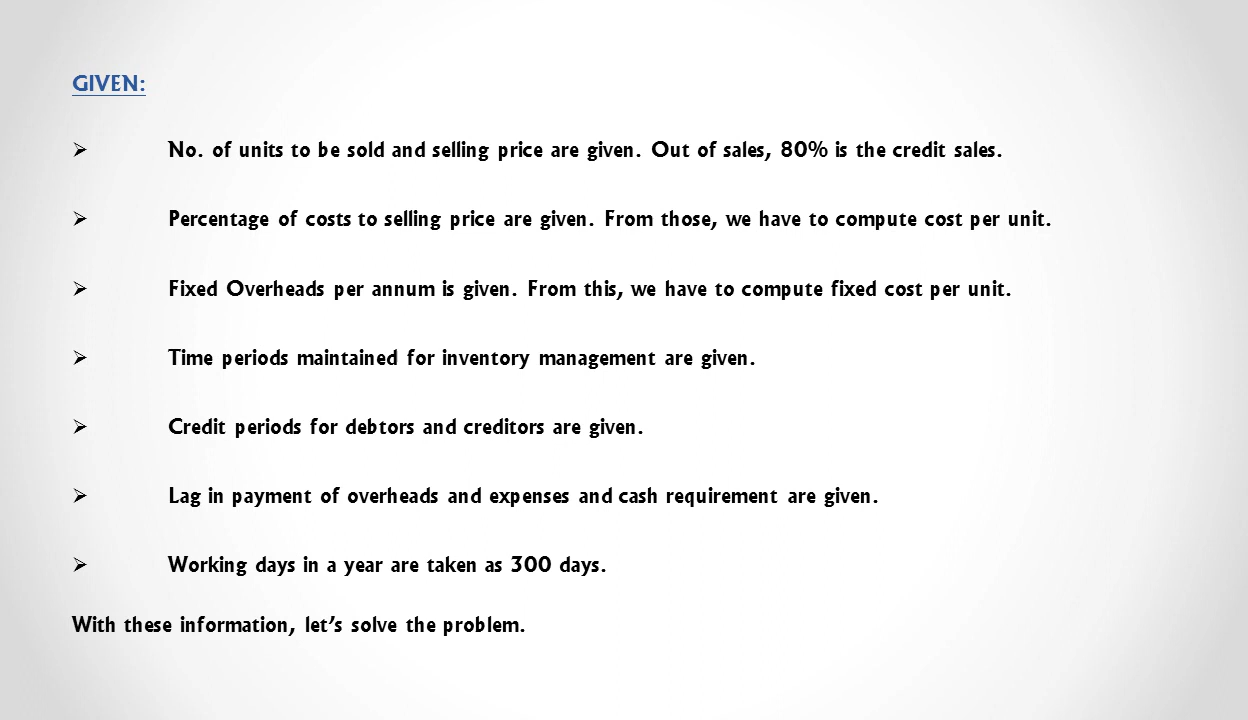 GIVEN:
➢ No. of units to be sold and selling price are given. Out of sales, 80% is the credit sales.
➢ Percentage of costs to selling price are given. From those, we have to compute cost per unit.
➢ Fixed Overheads per annum is given. From this, we have to compute fixed cost per unit.
➢ Time periods maintained for inventory management are given.
➢ Credit periods for debtors and creditors are given.
➢ Lag in payment of overheads and expenses and cash requirement are given.
➢ Working days in a year are taken as 300 days.
With these information, let’s solve the problem.